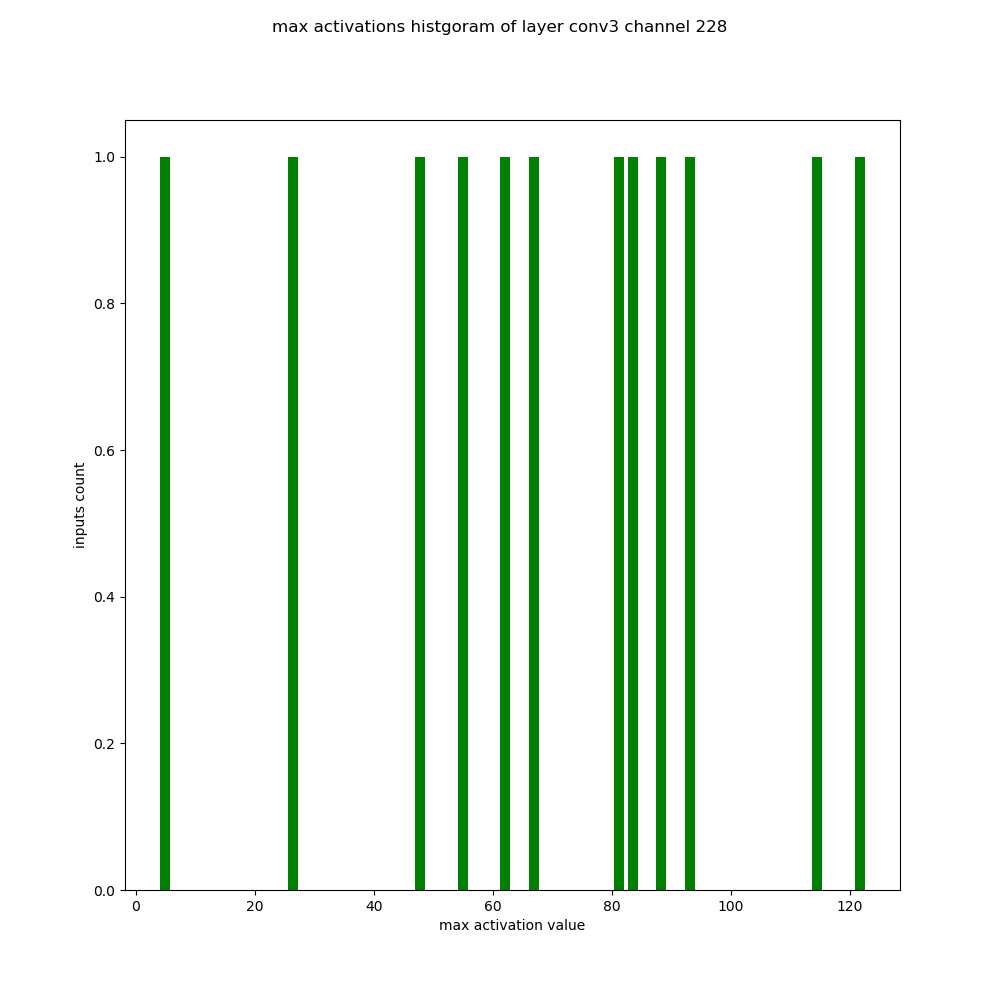 max activations histgoram of layer conv3 channel 228
1.0
0.8
0.6
0.4
0.2
0.0
inputs count
0 20 40 60 80 100 120
max activation value